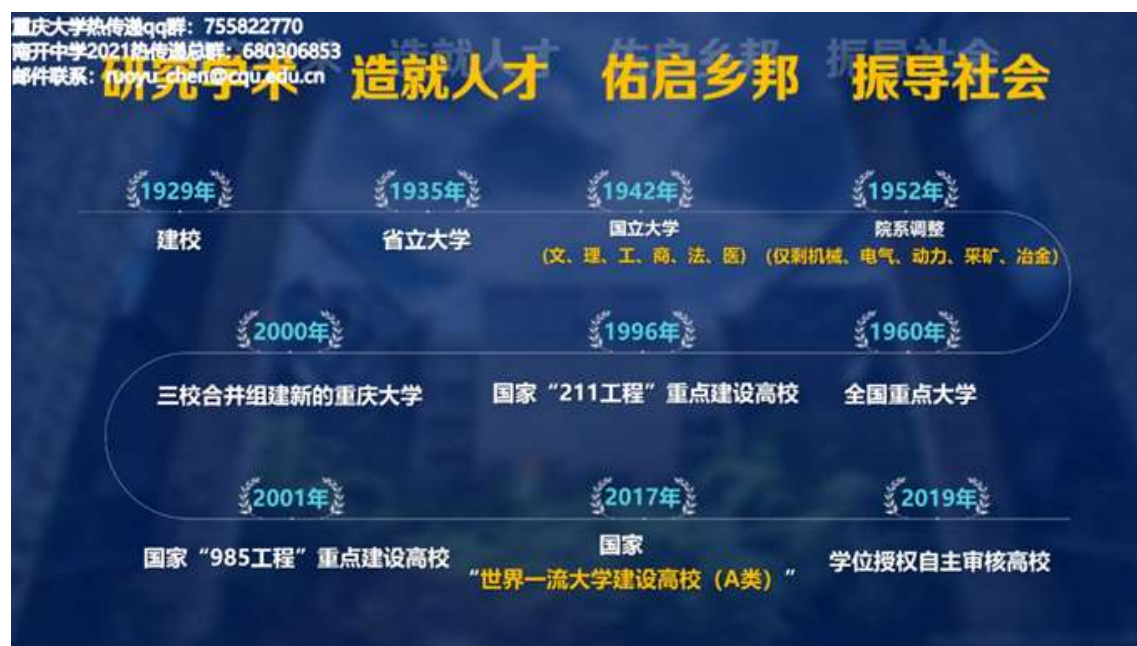 重庆大学热传递qq群：755822770
南开中学2021热传递总群：680306853
邮件联系：ruoyu_chen@cqu.edu.cn
研究学术 造就人才 佑启乡邦 振导社会
1929年 1935年 1942年 1952年
建校 省立大学 国立大学 院系调整
（文、理、工、商、法、医）（仅剩机械、电气、动力、采矿、冶金）
2000年 1996年 1960年
三校合并组建新的重庆大学 国家“211工程”重点建设高校 全国重点大学
2001年 2017年 2019年
国家“985工程”重点建设高校 国家 学位授权自主审核高校
“世界一流大学建设高校（A类）”